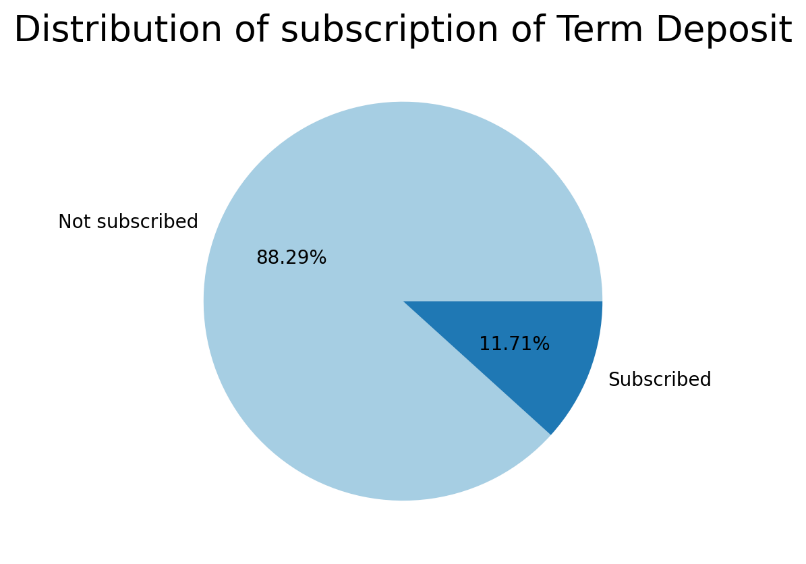 Distribution of subscription of Term Deposit
Not subscribed
88.29%
11.71%
Subscribed